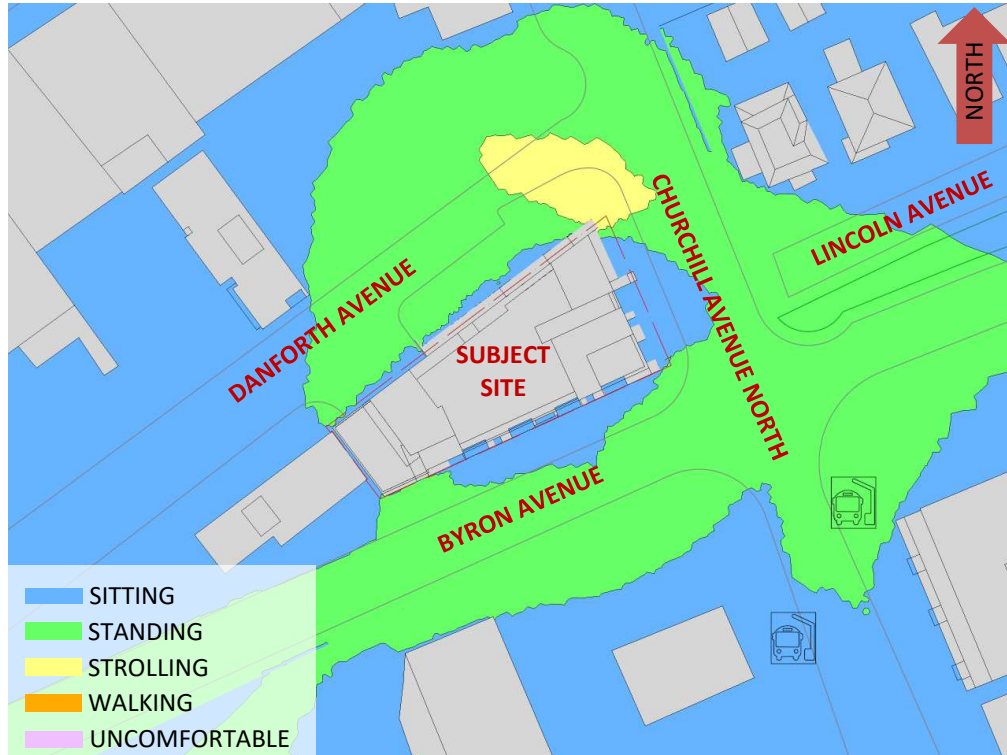 NORTH
CHURCHILL AVENUE NORTH
LINCOLN AVENUE
DANFORTH AVENUE
SUBJECT
SITE
BYRON AVENUE
SITTING
STANDING
STROLLING
WALKING
UNCOMFORTABLE